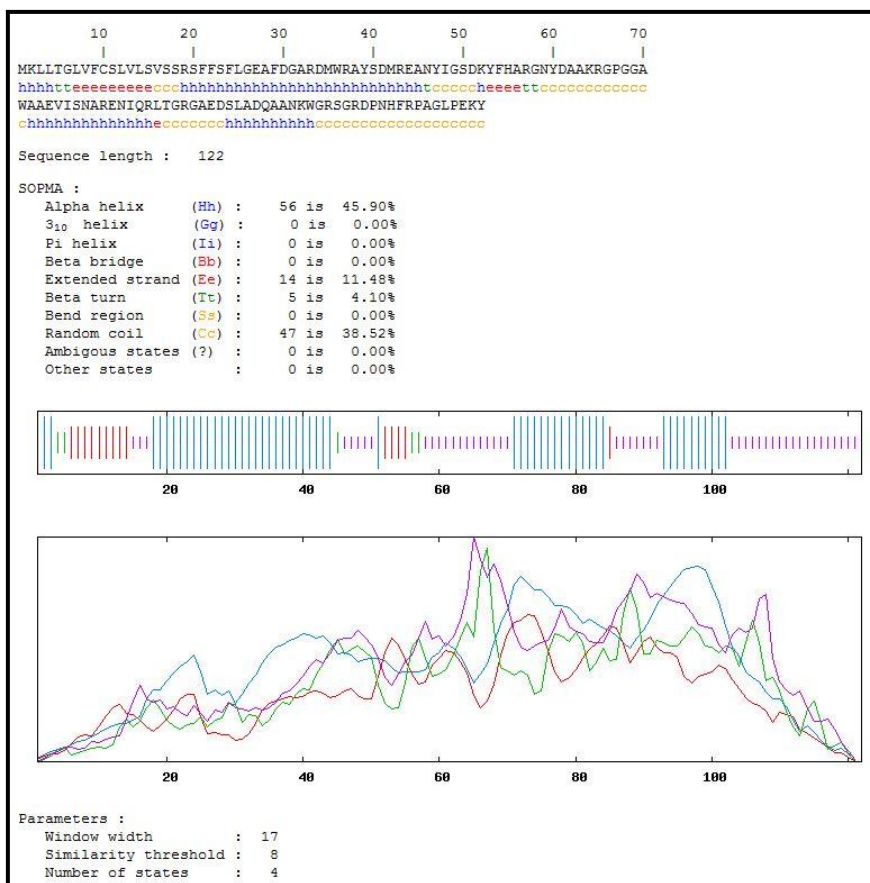 10 20 30 40 50 60 70
| | | | | | |
MKLLTGLVFCSLVLSVSSRSFFSFLGEAFDGARDMWRAYSDMREANYIGSDKYFHARGNYDAAKRGPGGA
hhhhtteeeeeeeeeccchhhhhhhhhhhhhhhhhhhhhhhhhhhtcccccheeeettcccccccccccc
WAAEVISNARENIQRLTGRGAEDSLADQAANKWGRSGRDPNHFRPAGLPEKY
chhhhhhhhhhhhhheccccccchhhhhhhhhhccccccccccccccccccc
Sequence length : 122
SOPMA :
Alpha helix (Hh) : 56 is 45.90%
3₁₀ helix (Gg) : 0 is 0.00%
Pi helix (Ii) : 0 is 0.00%
Beta bridge (Bb) : 0 is 0.00%
Extended strand (Ee) : 14 is 11.48%
Beta turn (Tt) : 5 is 4.10%
Bend region (Ss) : 0 is 0.00%
Random coil (Cc) : 47 is 38.52%
Ambigous states (?) : 0 is 0.00%
Other states : 0 is 0.00%
20 40 60 80 100
20 40 60 80 100
Parameters :
Window width : 17
Similarity threshold : 8
Number of states : 4